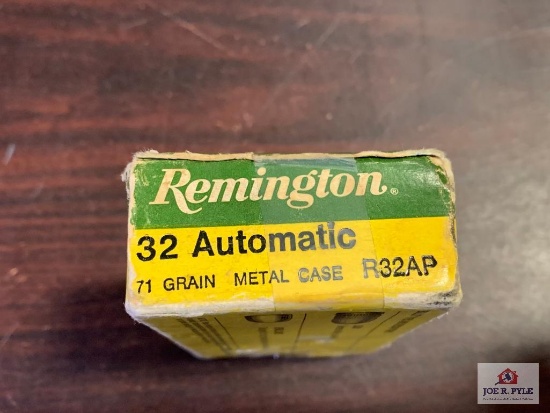 Remington®
32 Automatic
71 GRAIN METAL CASE R32AP
JOE R. PYLE